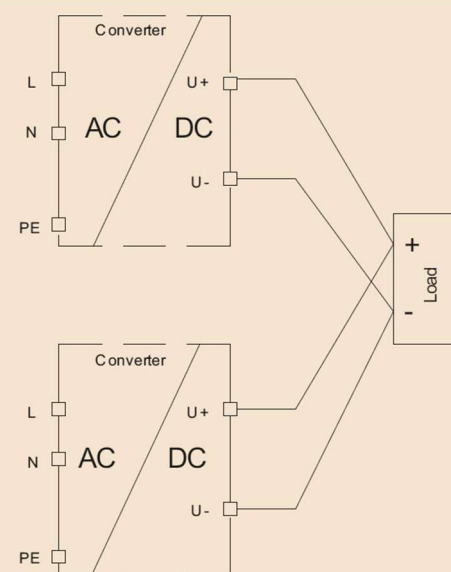 Converter
L
U+
N
AC
DC
U-
PE
+
Load
-
Converter
L
U+
N
AC
DC
U-
PE